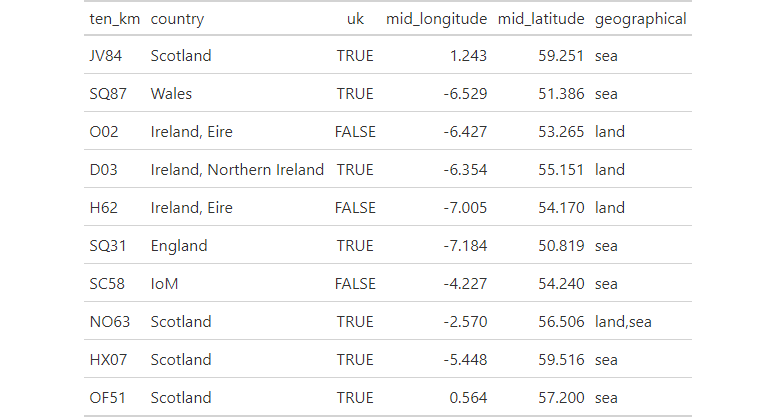 ten_km country uk mid_longitude mid_latitude geographical
JV84 Scotland TRUE 1.243 59.251 sea
SQ87 Wales TRUE -6.529 51.386 sea
O02 Ireland, Eire FALSE -6.427 53.265 land
D03 Ireland, Northern Ireland TRUE -6.354 55.151 land
H62 Ireland, Eire FALSE -7.005 54.170 land
SQ31 England TRUE -7.184 50.819 sea
SC58 IoM FALSE -4.227 54.240 sea
NO63 Scotland TRUE -2.570 56.506 land,sea
HX07 Scotland TRUE -5.448 59.516 sea
OF51 Scotland TRUE 0.564 57.200 sea